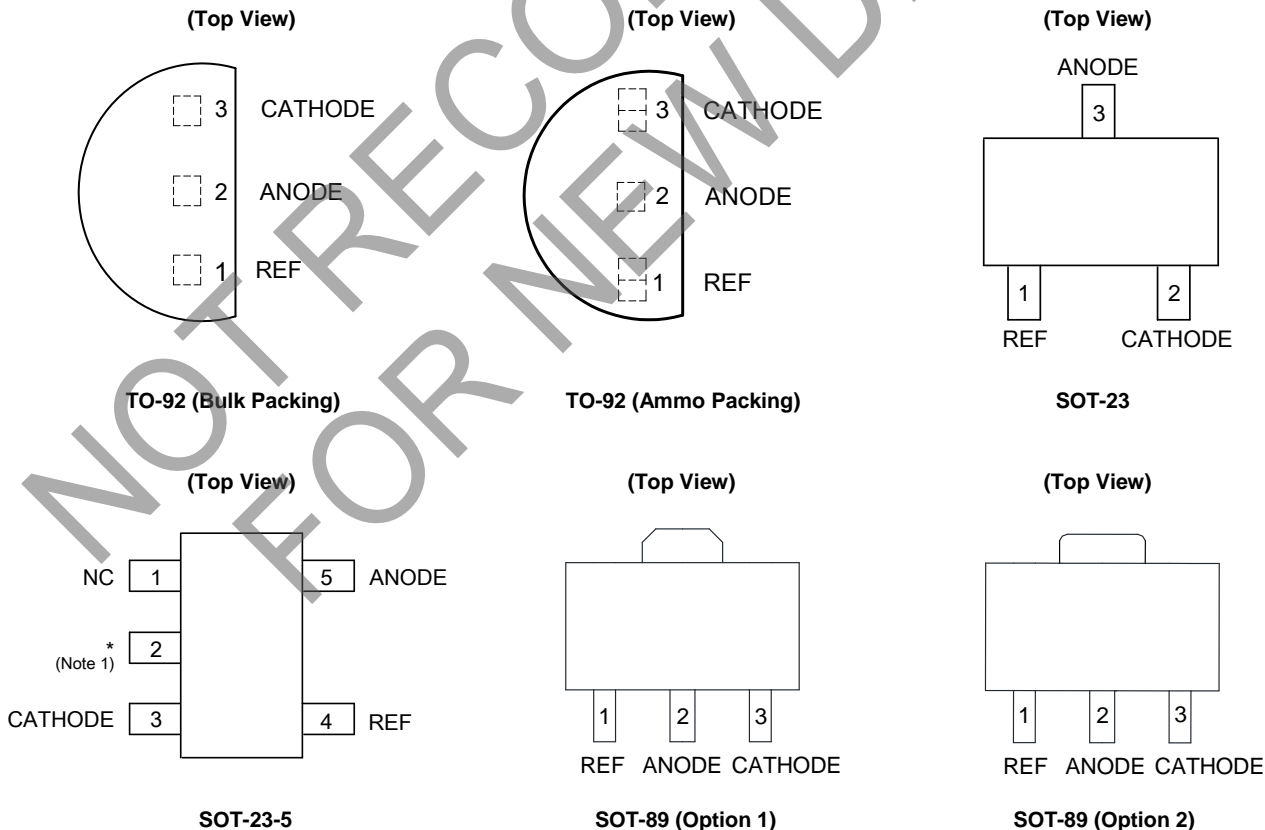 (Top View)
3 CATHODE
2 ANODE
1 REF
TO-92 (Bulk Packing)
(Top View)
3 CATHODE
2 ANODE
1 REF
TO-92 (Ammo Packing)
(Top View)
ANODE
3
1 2
REF CATHODE
SOT-23
(Top View)
NC 1 5 ANODE
* 2
(Note 1)
CATHODE 3 4 REF
SOT-23-5
(Top View)
1 2 3
REF ANODE CATHODE
SOT-89 (Option 1)
(Top View)
1 2 3
REF ANODE CATHODE
SOT-89 (Option 2)
NOT RECO
FOR NEW D